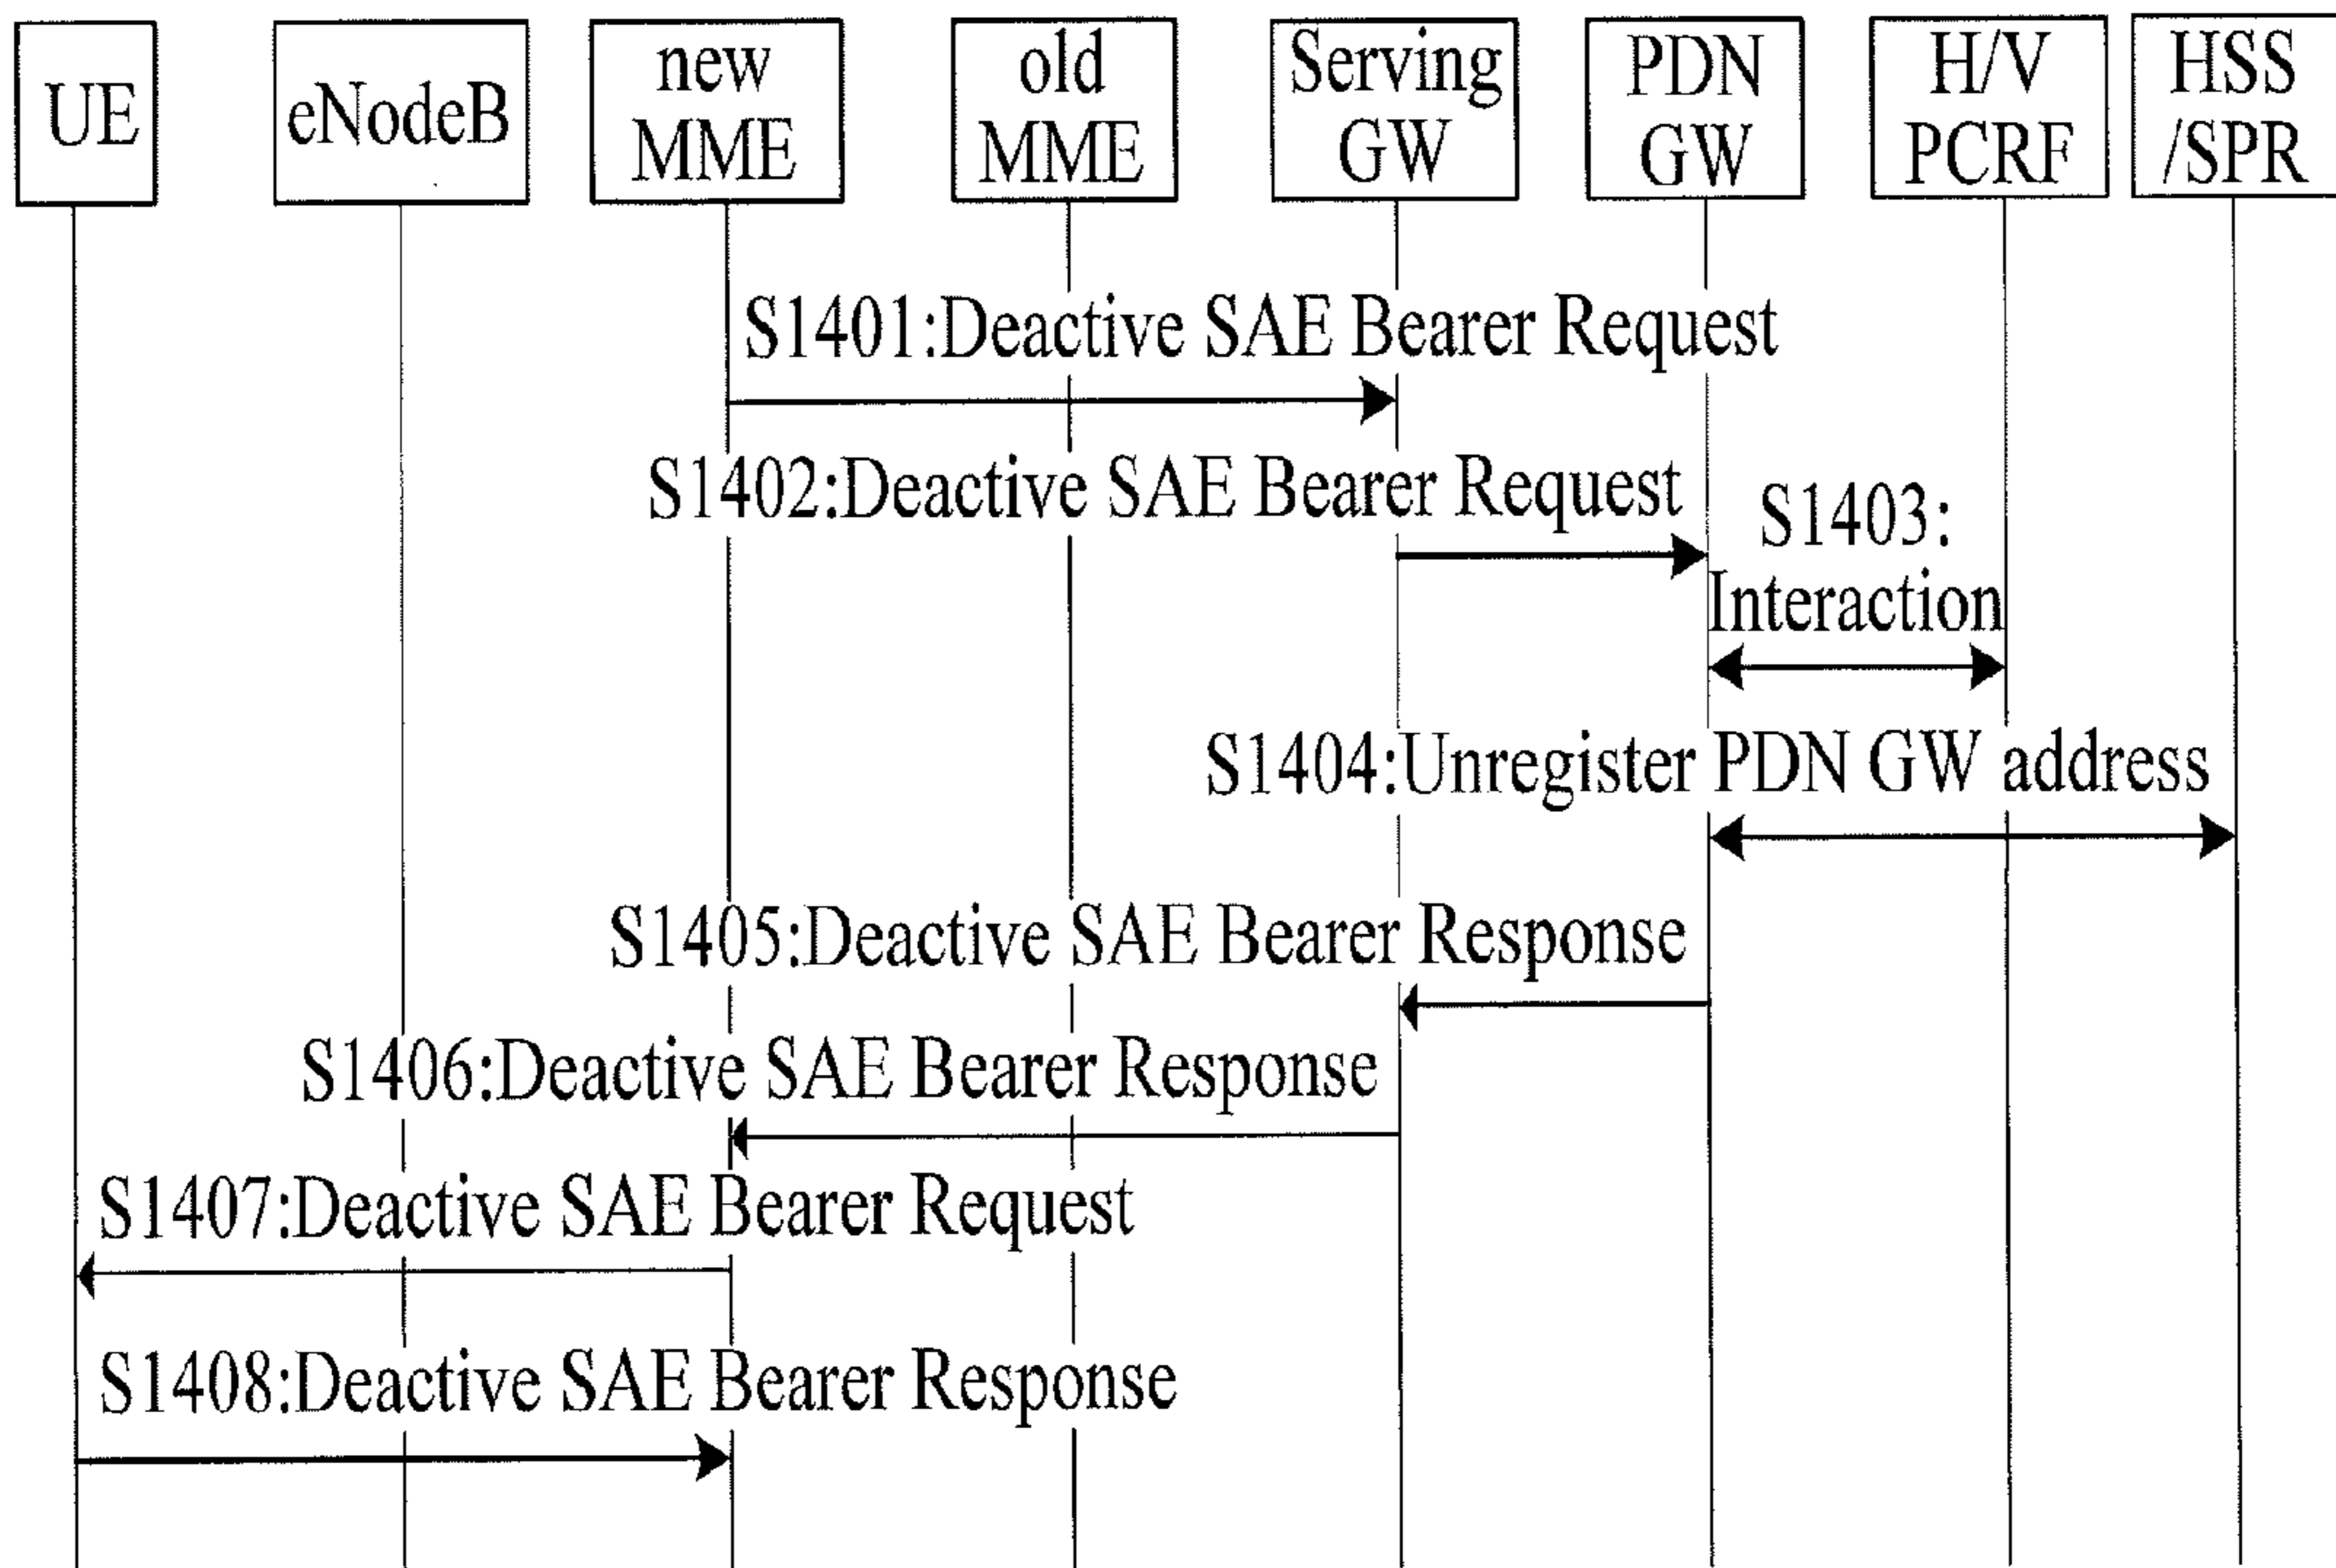 UE
eNodeB
new
MME
old
MME
Serving
GW
PDN
GW
H/V
PCRF
HSS
/SPR
S1401:Deactive SAE Bearer Request
S1402:Deactive SAE Bearer Request
S1403:
Interaction
S1404:Unregister PDN GW address
S1405:Deactive SAE Bearer Response
S1406:Deactive SAE Bearer Response
S1407:Deactive SAE Bearer Request
S1408:Deactive SAE Bearer Response